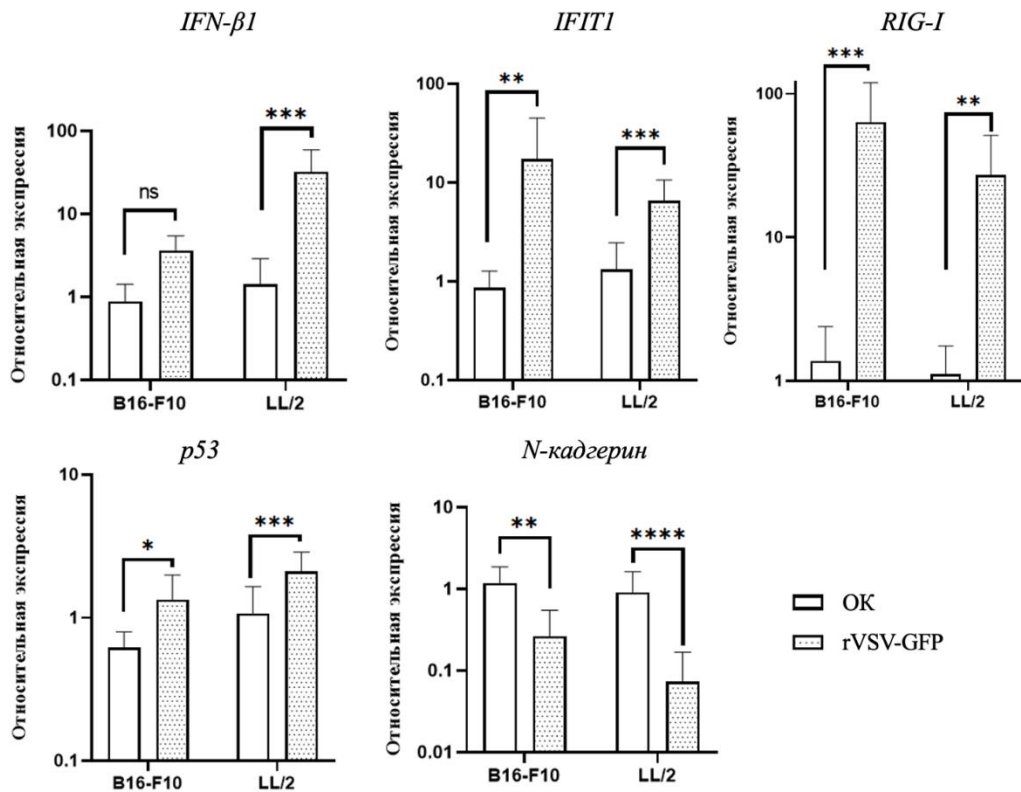 IFN-β1
Относительная экспрессия
100
10
1
0.1
ns
***
B16-F10
LL/2
IFIT1
Относительная экспрессия
100
10
1
0.1
**
***
B16-F10
LL/2
RIG-I
Относительная экспрессия
100
10
1
***
**
B16-F10
LL/2
p53
Относительная экспрессия
10
1
0.1
*
***
B16-F10
LL/2
N-кадгерин
Относительная экспрессия
10
1
0.1
0.01
**
****
B16-F10
LL/2
ОК
rVSV-GFP